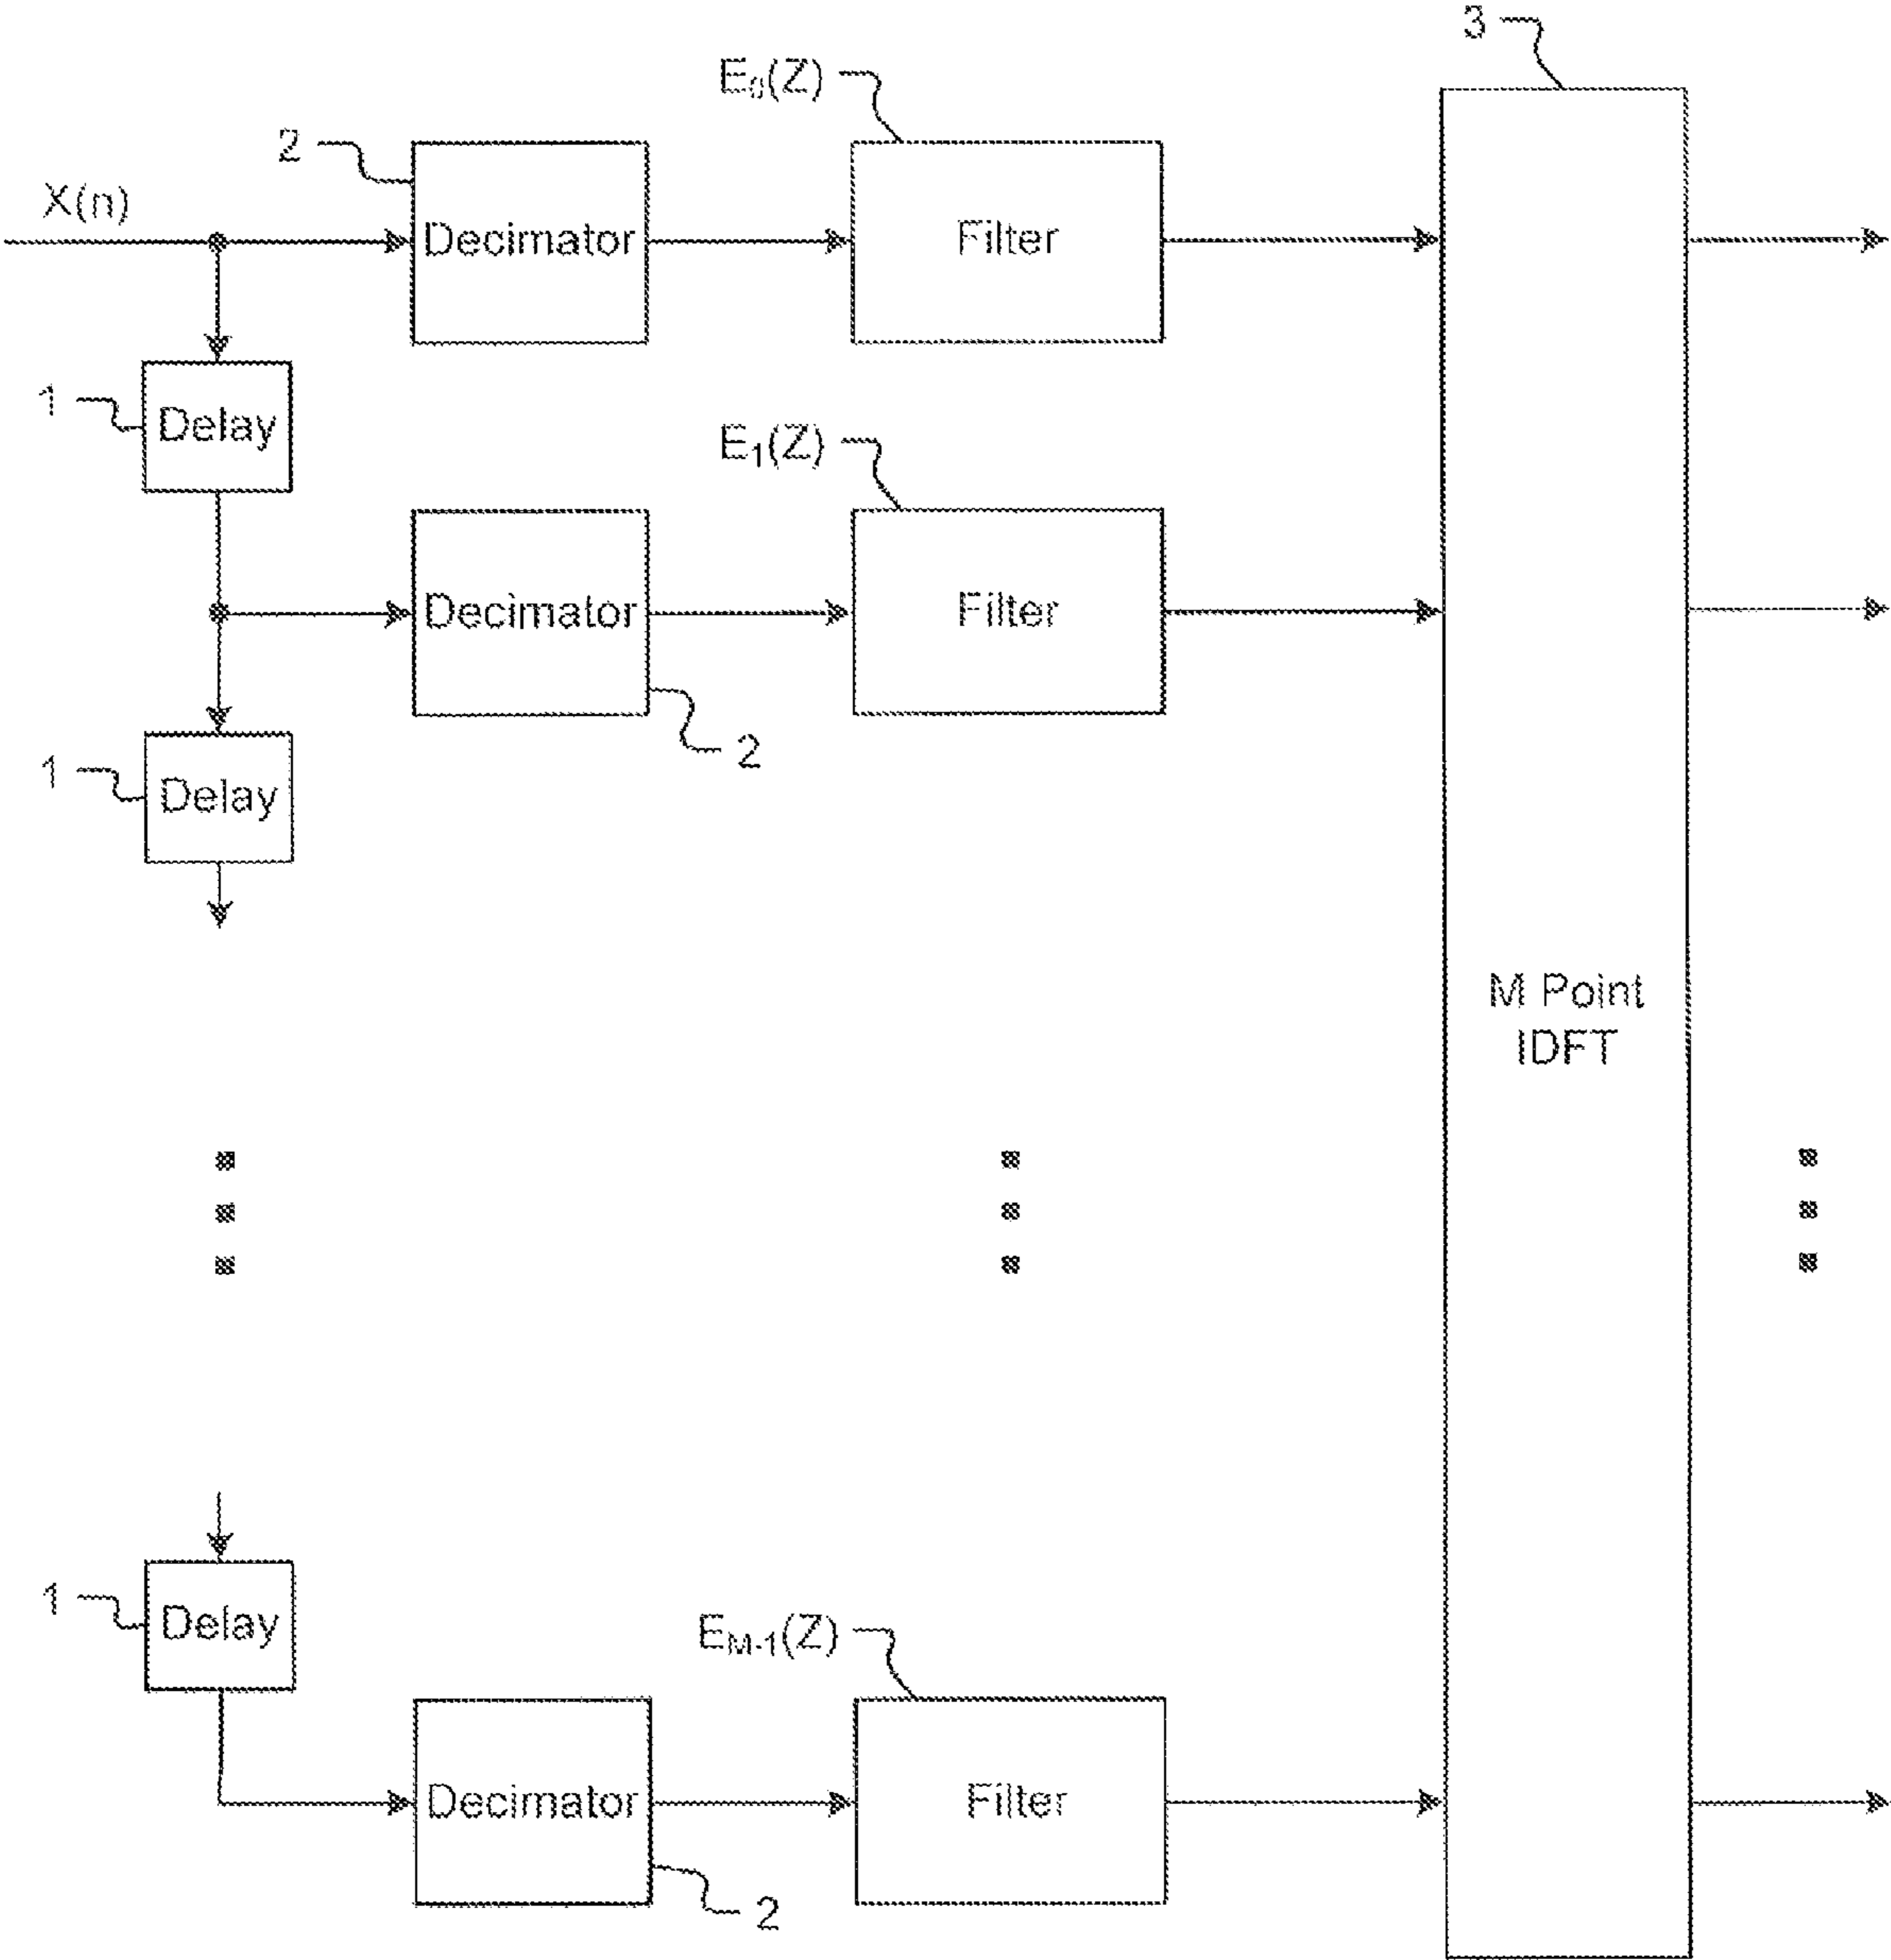 3
E₀(Z)
2
X(n)
Decimator
Filter
1
Delay
E₁(Z)
Decimator
Filter
1
Delay
2
M Point
IDFT
1
Delay
E_M-1(Z)
Decimator
Filter
2